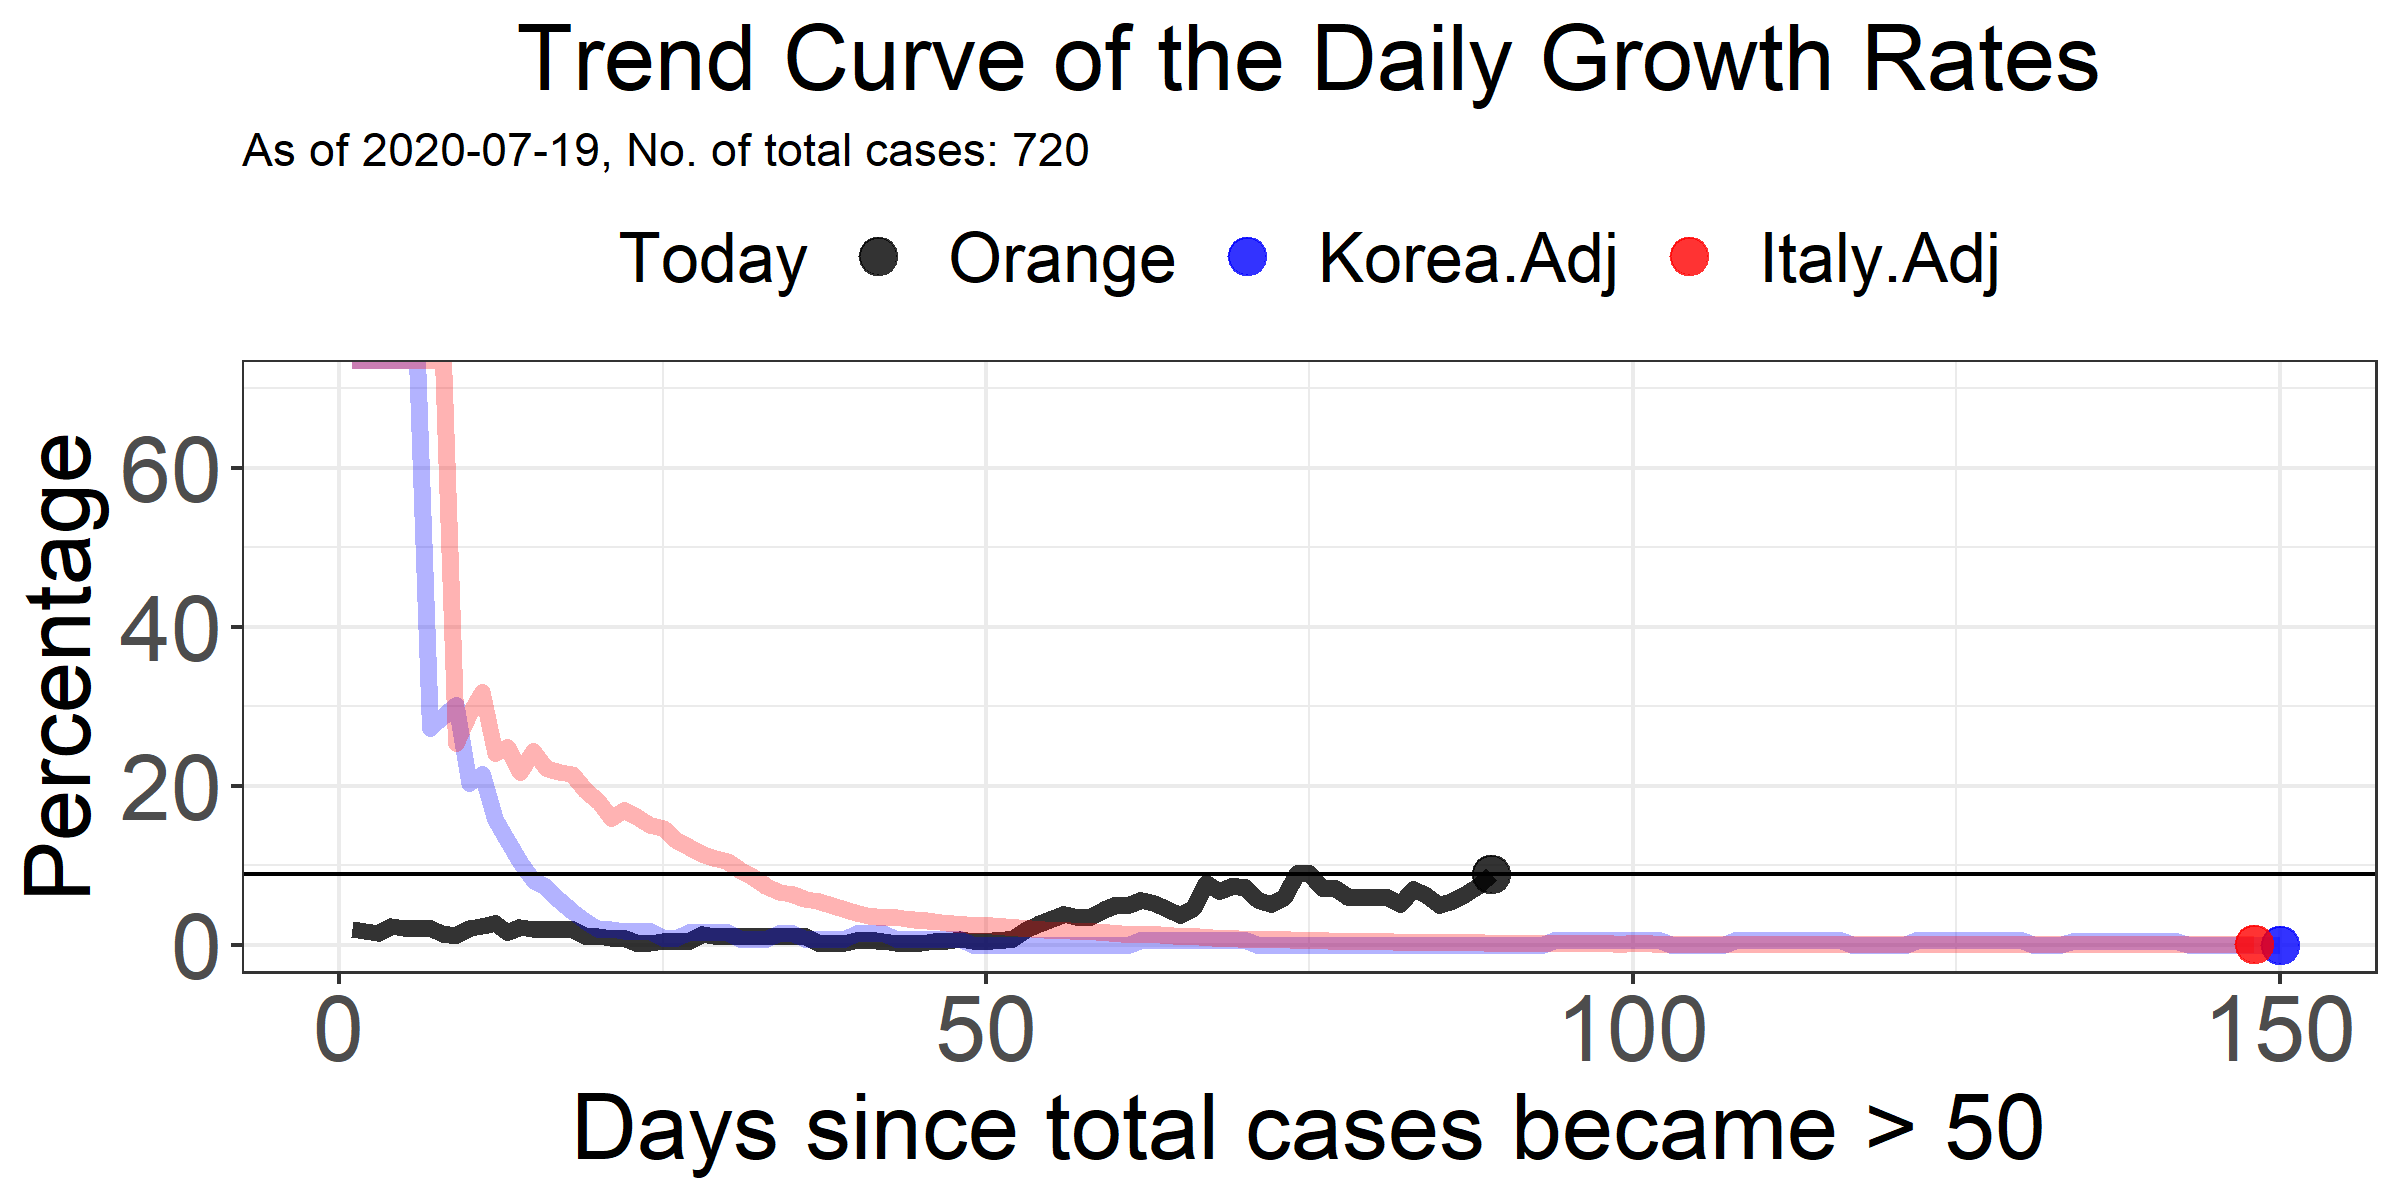 Trend Curve of the Daily Growth Rates
As of 2020-07-19, No. of total cases: 720
Today Orange Korea.Adj Italy.Adj
Percentage
60
40
20
0
0 50 100 150
Days since total cases became > 50